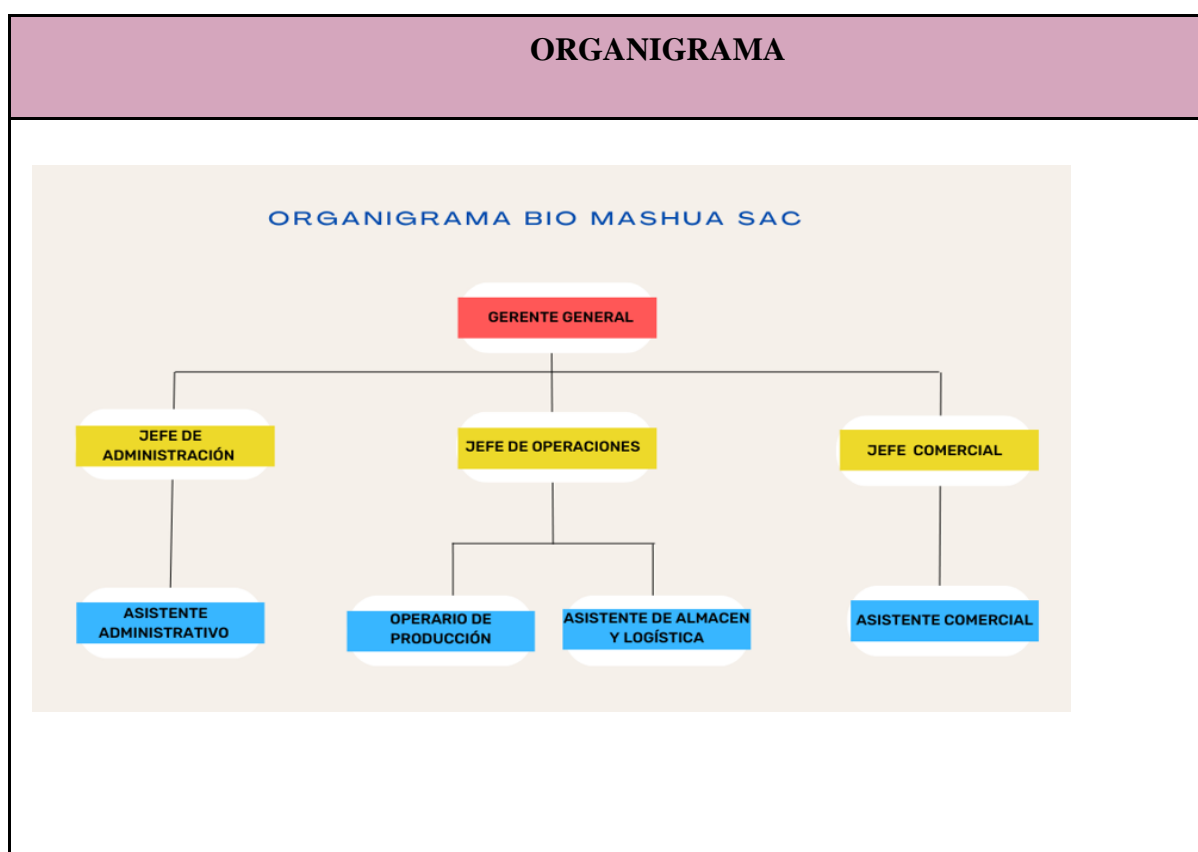 ORGANIGRAMA
ORGANIGRAMA BIO MASHUA SAC
GERENTE GENERAL
JEFE DE
ADMINISTRACIÓN
JEFE DE OPERACIONES
JEFE COMERCIAL
ASISTENTE
ADMINISTRATIVO
OPERARIO DE
PRODUCCIÓN
ASISTENTE DE ALMACEN
Y LOGÍSTICA
ASISTENTE COMERCIAL